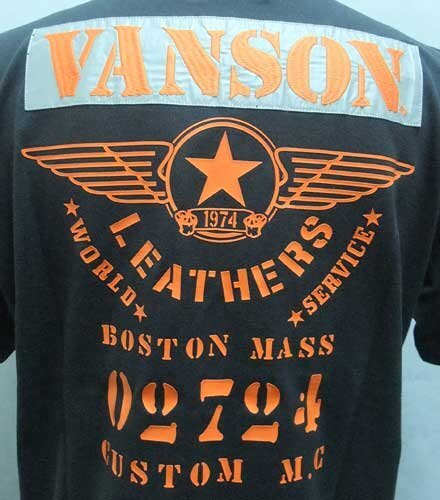 VANSON.
1974
LEATHERS
WORLD SERVICE
BOSTON MASS
02724
CUSTOM M.C